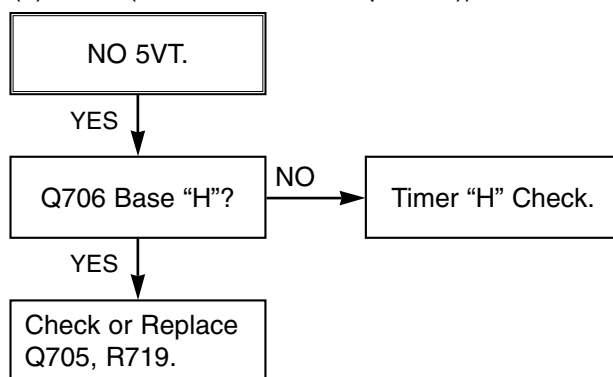 NO 5VT.
YES
Q706 Base “H”?
NO
Timer “H” Check.
YES
Check or Replace
Q705, R719.